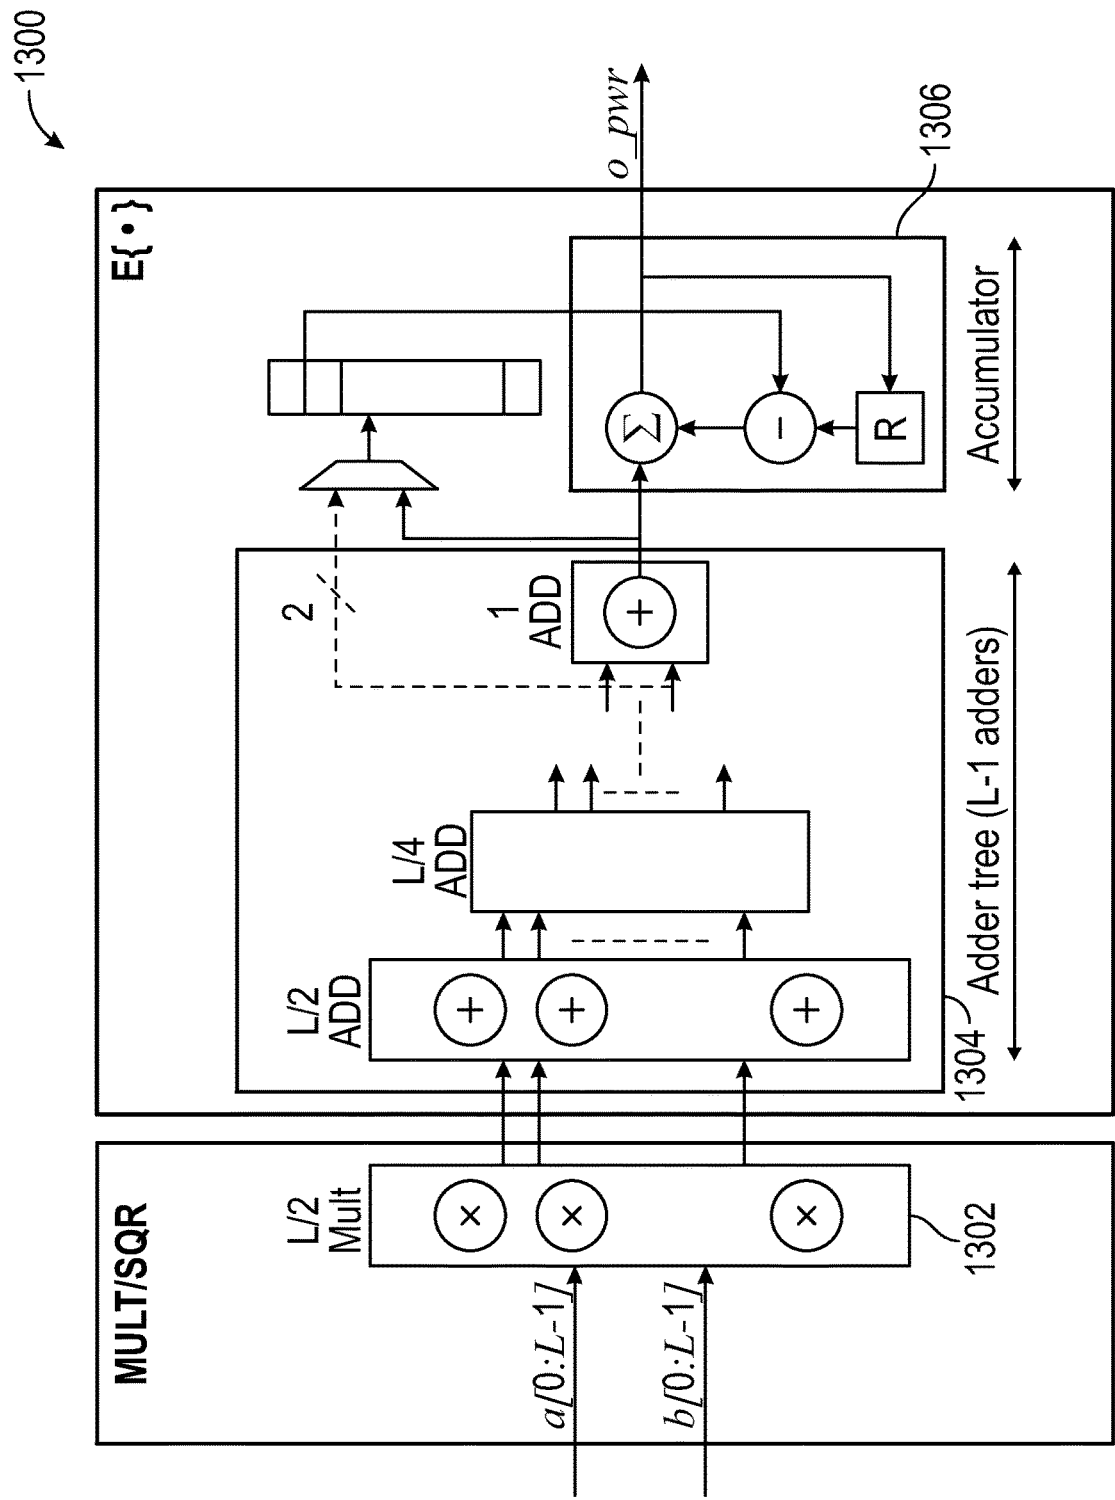 1300
MULT/SQR
E{•}
L/2
Mult
×
×
×
a[0:L-1]
b[0:L-1]
1302
L/2
ADD
+
+
+
L/4
ADD
2
1
ADD
+
1304
Adder tree (L-1 adders)
Σ
-
R
o_pwr
1306
Accumulator